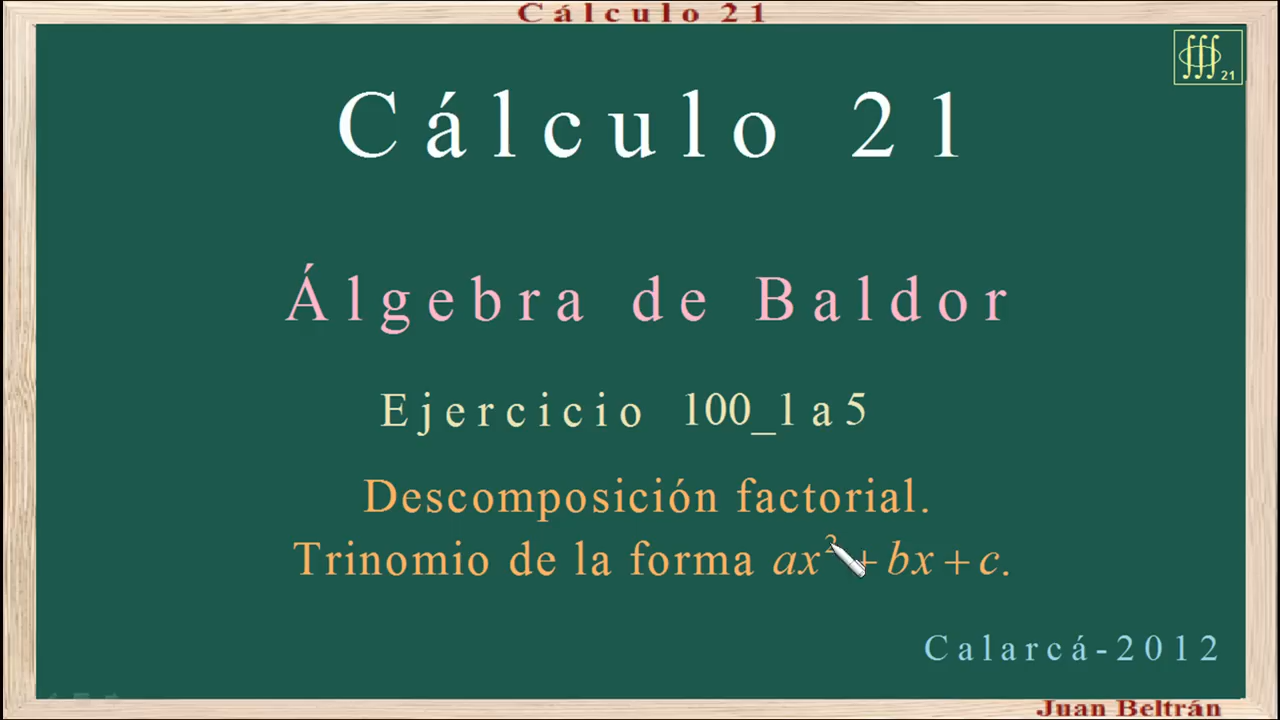 Cálculo 21
∫∫∫ 21
Cálculo 21
Álgebra de Baldor
Ejercicio 100_1 a 5
Descomposición factorial.
Trinomio de la forma ax² + bx + c.
Calarcá-2012
Juan Beltrán